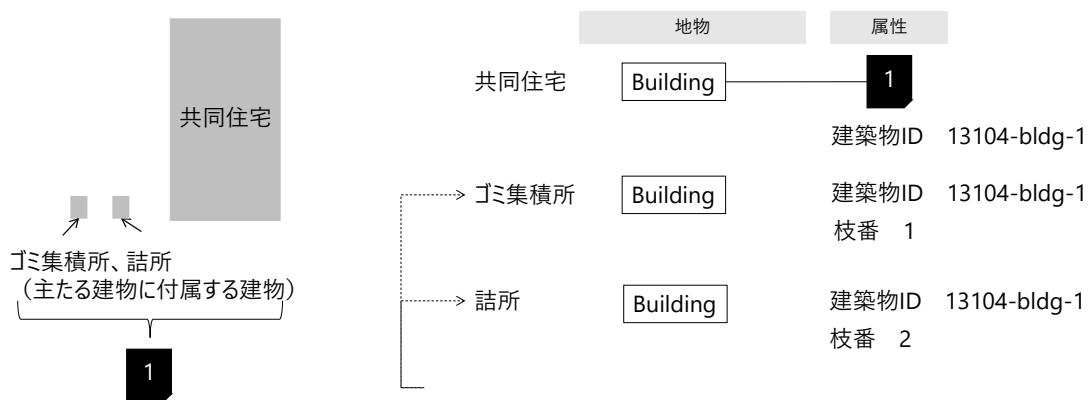 共同住宅
ゴミ集積所、詰所
（主たる建物に付属する建物）
1
地物 属性
共同住宅 Building 1
建築物ID 13104-bldg-1
ゴミ集積所 Building 建築物ID 13104-bldg-1
枝番 1
詰所 Building 建築物ID 13104-bldg-1
枝番 2